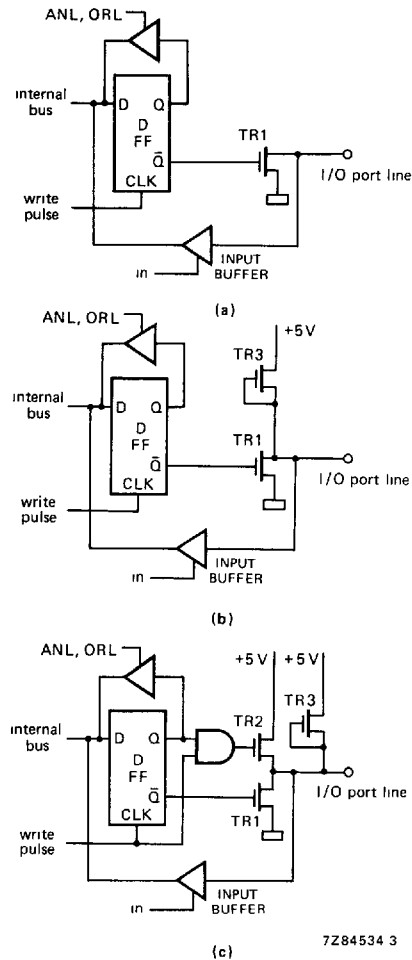 ANL, ORL
internal
bus
D Q
D
FF
Q̄
CLK
write
pulse
TR1
I/O port line
INPUT
BUFFER
in
(a)
ANL, ORL
+5V
TR3
internal
bus
D Q
D
FF
TR1
Q̄
CLK
I/O port line
write
pulse
INPUT
BUFFER
in
(b)
ANL, ORL
+5V +5V
TR3
TR2
internal
bus
D Q
D
FF
Q̄
CLK
I/O port line
TR1
write
pulse
INPUT
BUFFER
in
7Z84534 3
(c)